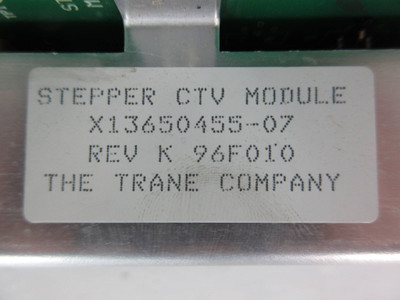 STEPPER CTV MODULE
X13650455-07
REV K 96F010
THE TRANE COMPANY